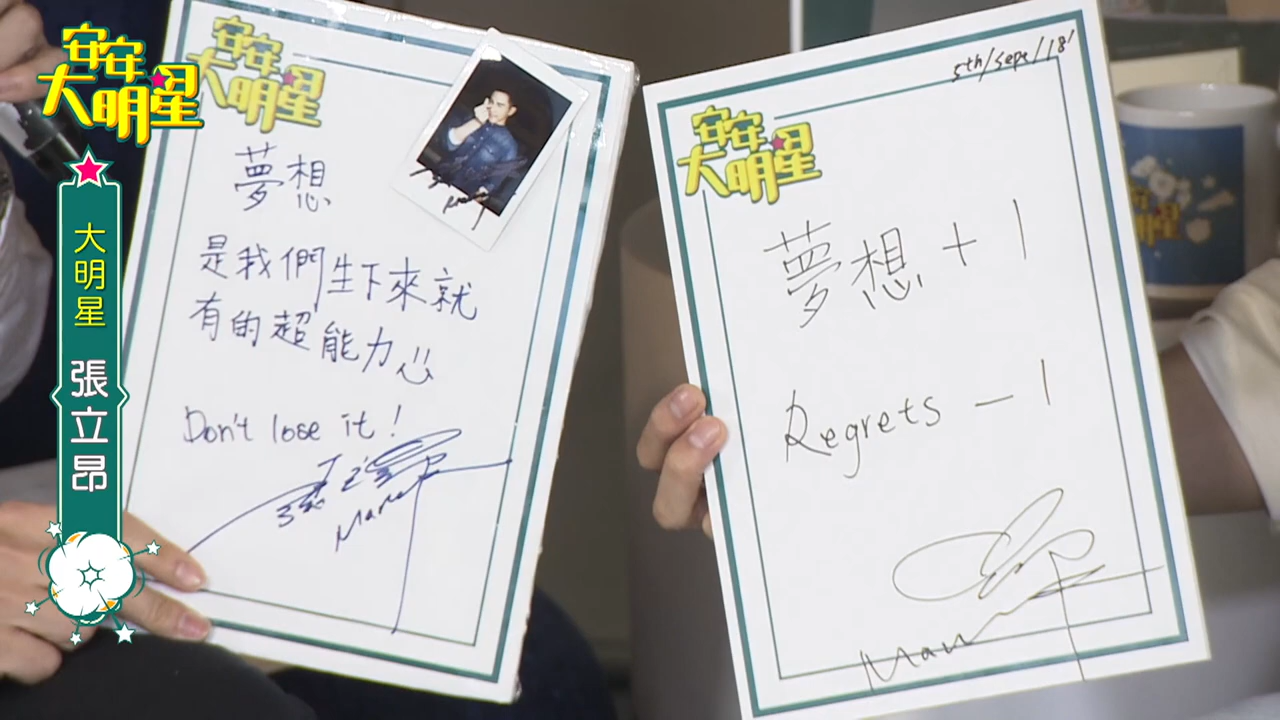 安安
大明星
大明星
張立昂
安安
大明星
夢想
是我們生下來就
有的超能力
Don't lose it!
5th/Sept/18'
安安
大明星
夢想+1
Regrets -1